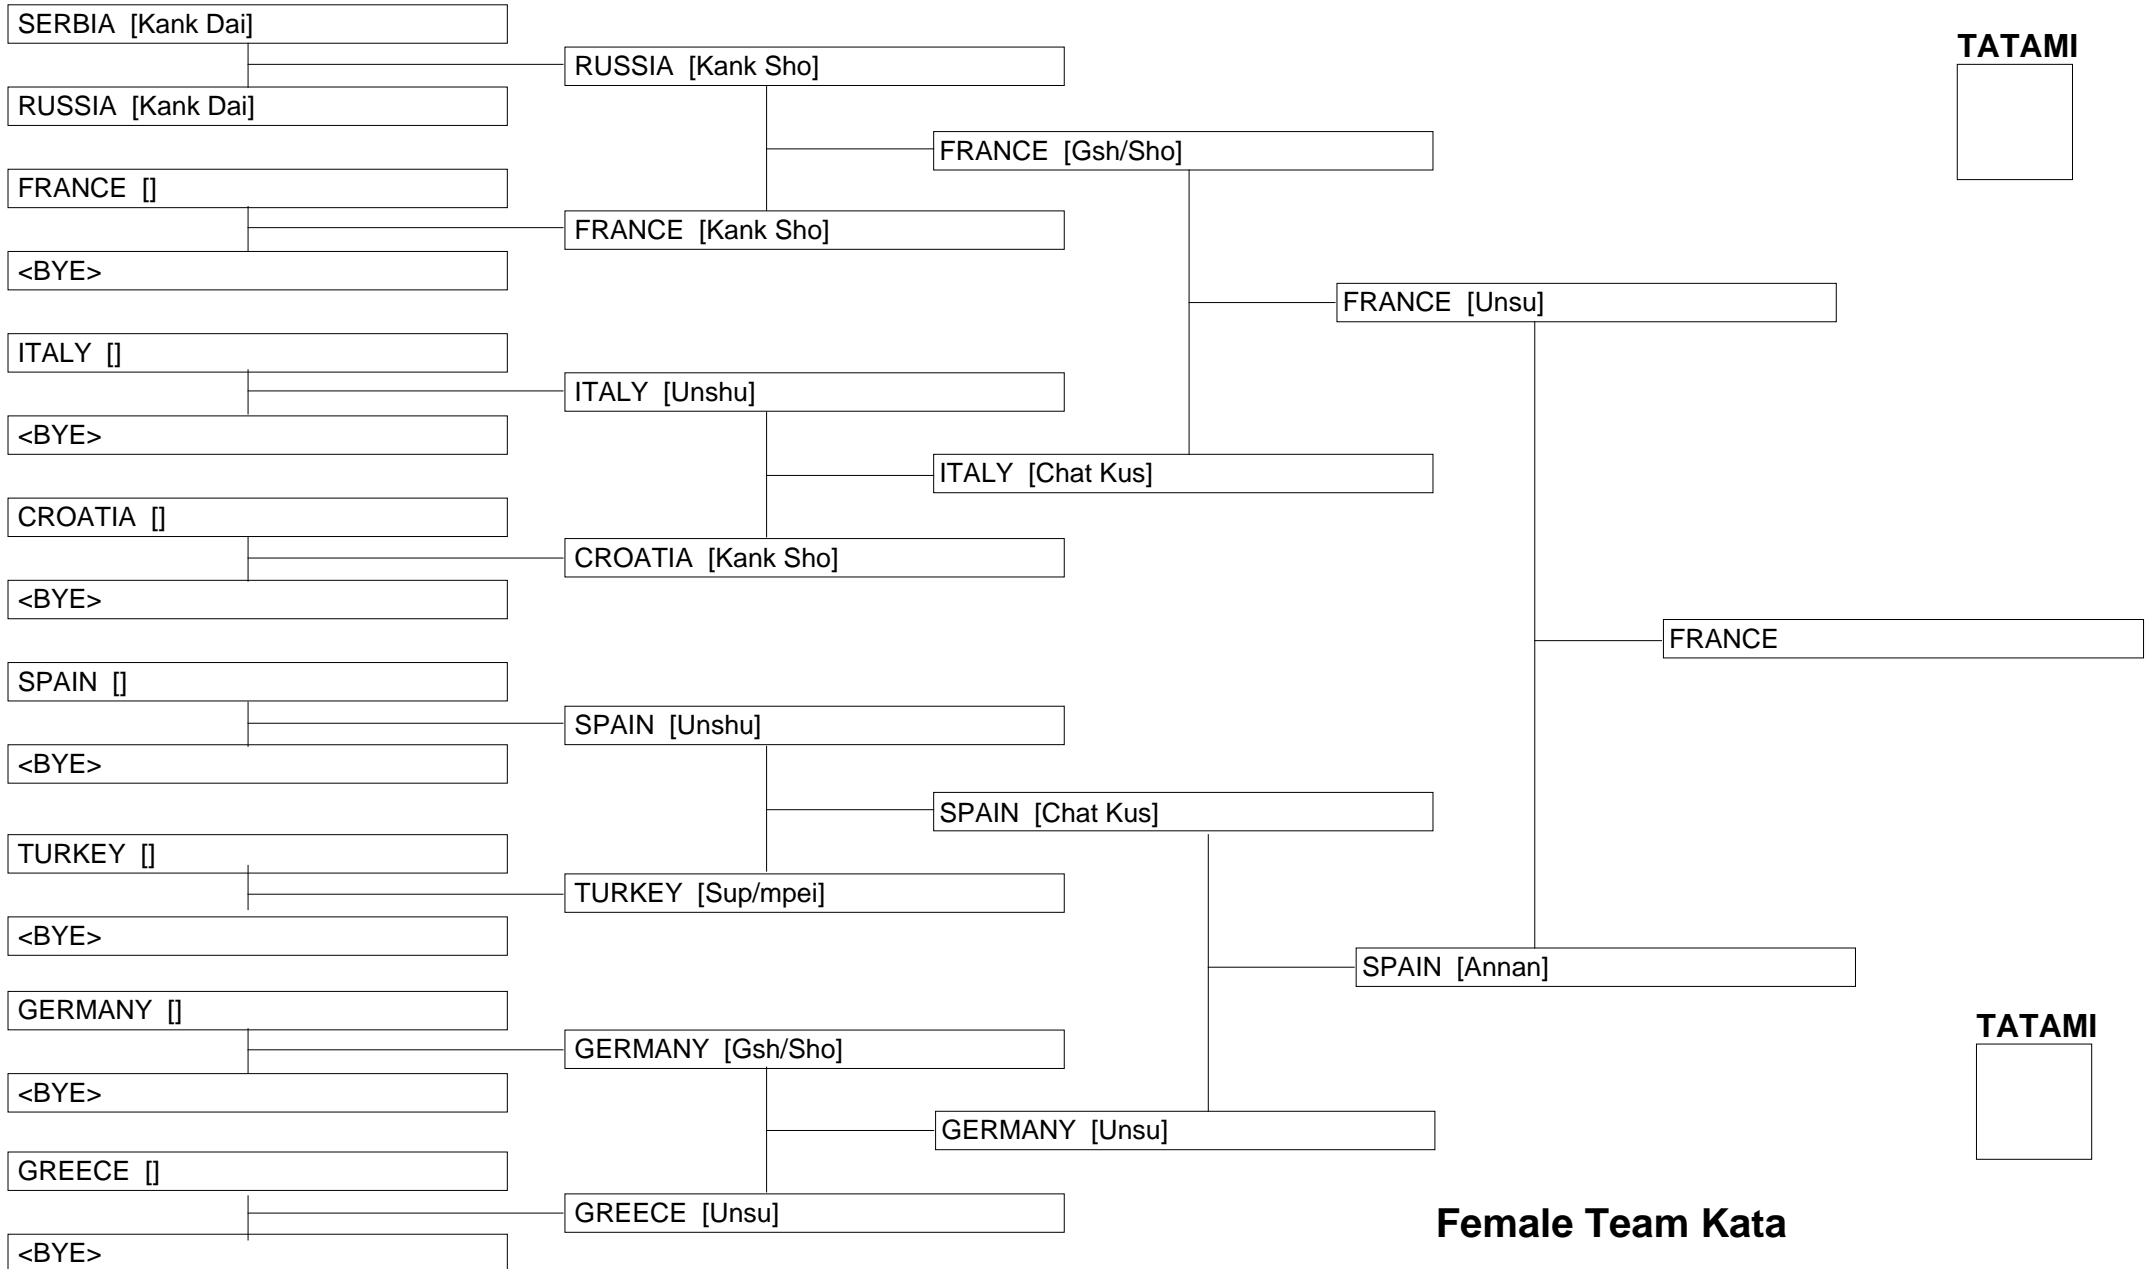 SERBIA [Kank Dai]
RUSSIA [Kank Dai]
FRANCE []
<BYE>
ITALY []
<BYE>
CROATIA []
<BYE>
SPAIN []
<BYE>
TURKEY []
<BYE>
GERMANY []
<BYE>
GREECE []
<BYE>
RUSSIA [Kank Sho]
FRANCE [Kank Sho]
ITALY [Unshu]
CROATIA [Kank Sho]
SPAIN [Unshu]
TURKEY [Sup/mpei]
GERMANY [Gsh/Sho]
GREECE [Unsu]
FRANCE [Gsh/Sho]
ITALY [Chat Kus]
SPAIN [Chat Kus]
GERMANY [Unsu]
FRANCE [Unsu]
SPAIN [Annan]
FRANCE
TATAMI
TATAMI
Female Team Kata